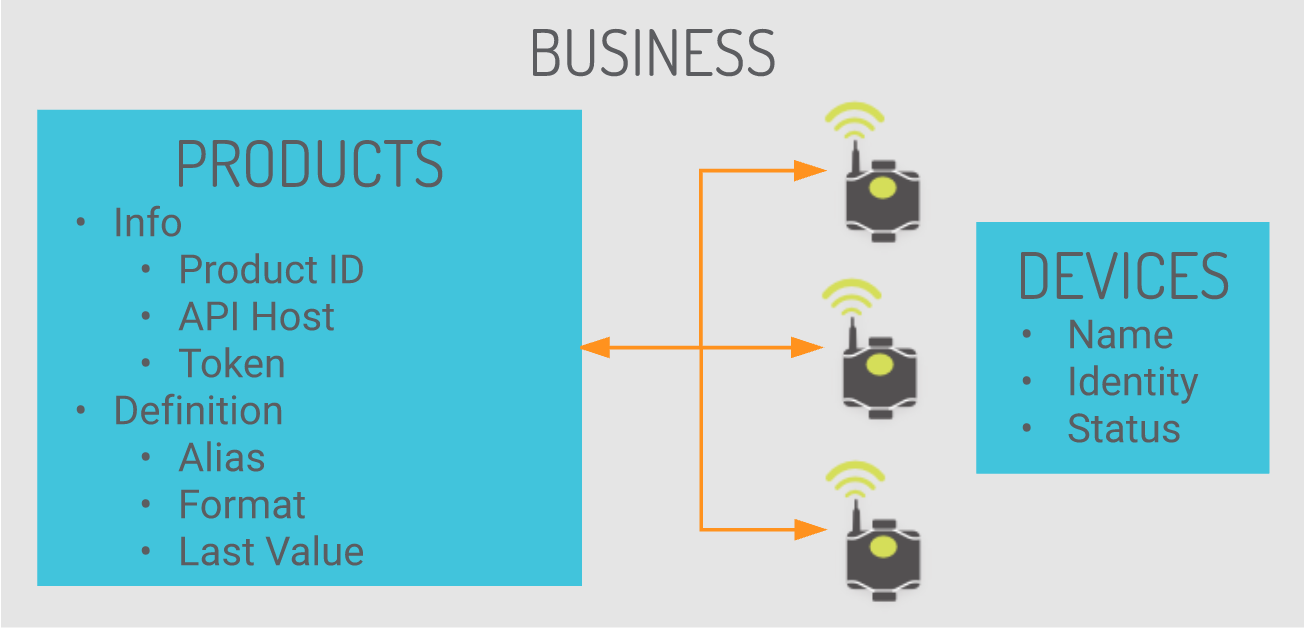 BUSINESS
PRODUCTS
• Info
• Product ID
• API Host
• Token
• Definition
• Alias
• Format
• Last Value
DEVICES
• Name
• Identity
• Status